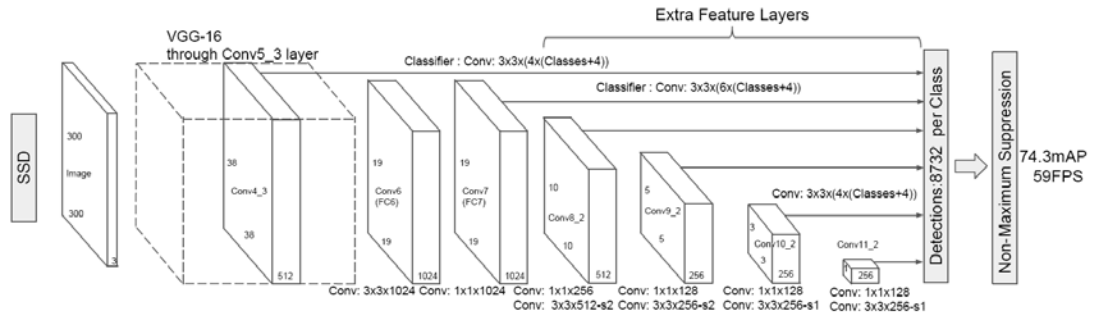 Extra Feature Layers
VGG-16
through Conv5_3 layer
Classifier : Conv: 3x3x(4x(Classes+4))
Classifier : Conv: 3x3x(6x(Classes+4))
SSD
300
Image
300
3
38
Conv4_3
38
512
19
Conv6
(FC6)
19
1024
19
Conv7
(FC7)
19
1024
10
Conv8_2
10
512
5
Conv9_2
5
256
Conv: 3x3x(4x(Classes+4))
3
Conv10_2
3
256
Conv11_2
1
256
Detections:8732 per Class
Non-Maximum Suppression
74.3mAP
59FPS
Conv: 3x3x1024
Conv: 1x1x1024
Conv: 1x1x256
Conv: 3x3x512-s2
Conv: 1x1x128
Conv: 3x3x256-s2
Conv: 1x1x128
Conv: 3x3x256-s1
Conv: 1x1x128
Conv: 3x3x256-s1